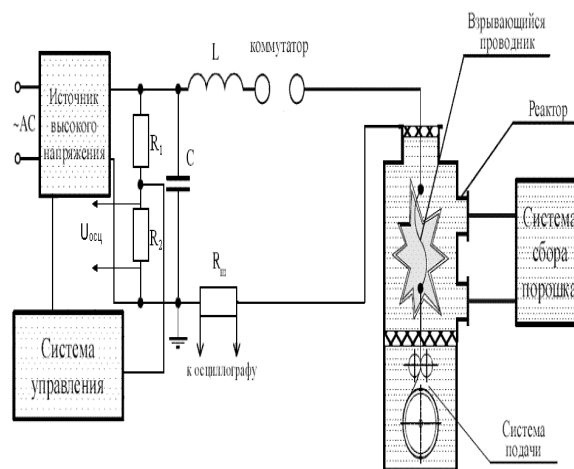 Взрывающийся
проводник
L
коммутатор
Реактор
~AC
Источник
высокого
напряжения
R1
C
Uосц
R2
Rш
Система
сбора
порошка
Система
управления
к осциллографу
Система
подачи